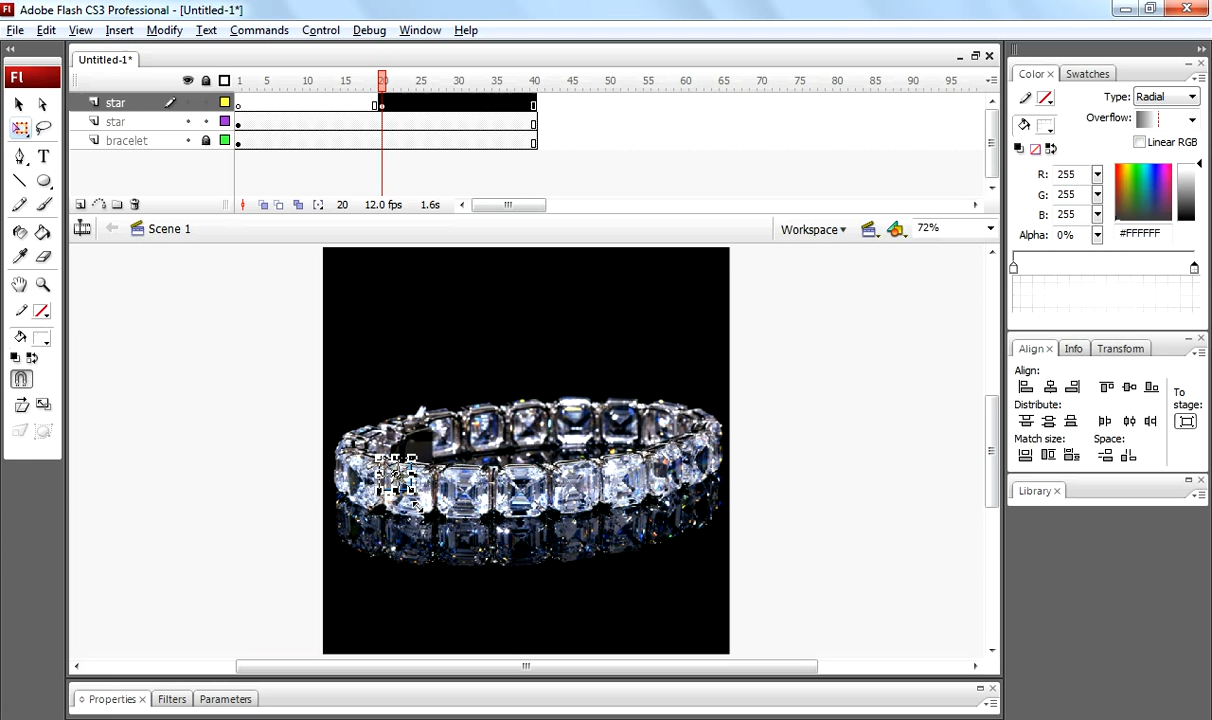 Fl Adobe Flash CS3 Professional - [Untitled-1*]
File Edit View Insert Modify Text Commands Control Debug Window Help
Fl
Untitled-1*
1 5 10 15 20 25 30 35 40 45 50 55 60 65 70 75 80 85 90 95
star
star
bracelet
20 12.0 fps 1.6s
Scene 1
Workspace
72%
Properties Filters Parameters
Color Swatches
Type: Radial
Overflow:
Linear RGB
R: 255
G: 255
B: 255
Alpha: 0%
#FFFFFF
Align Info Transform
Align:
Distribute:
Match size: Space:
To
stage:
Library